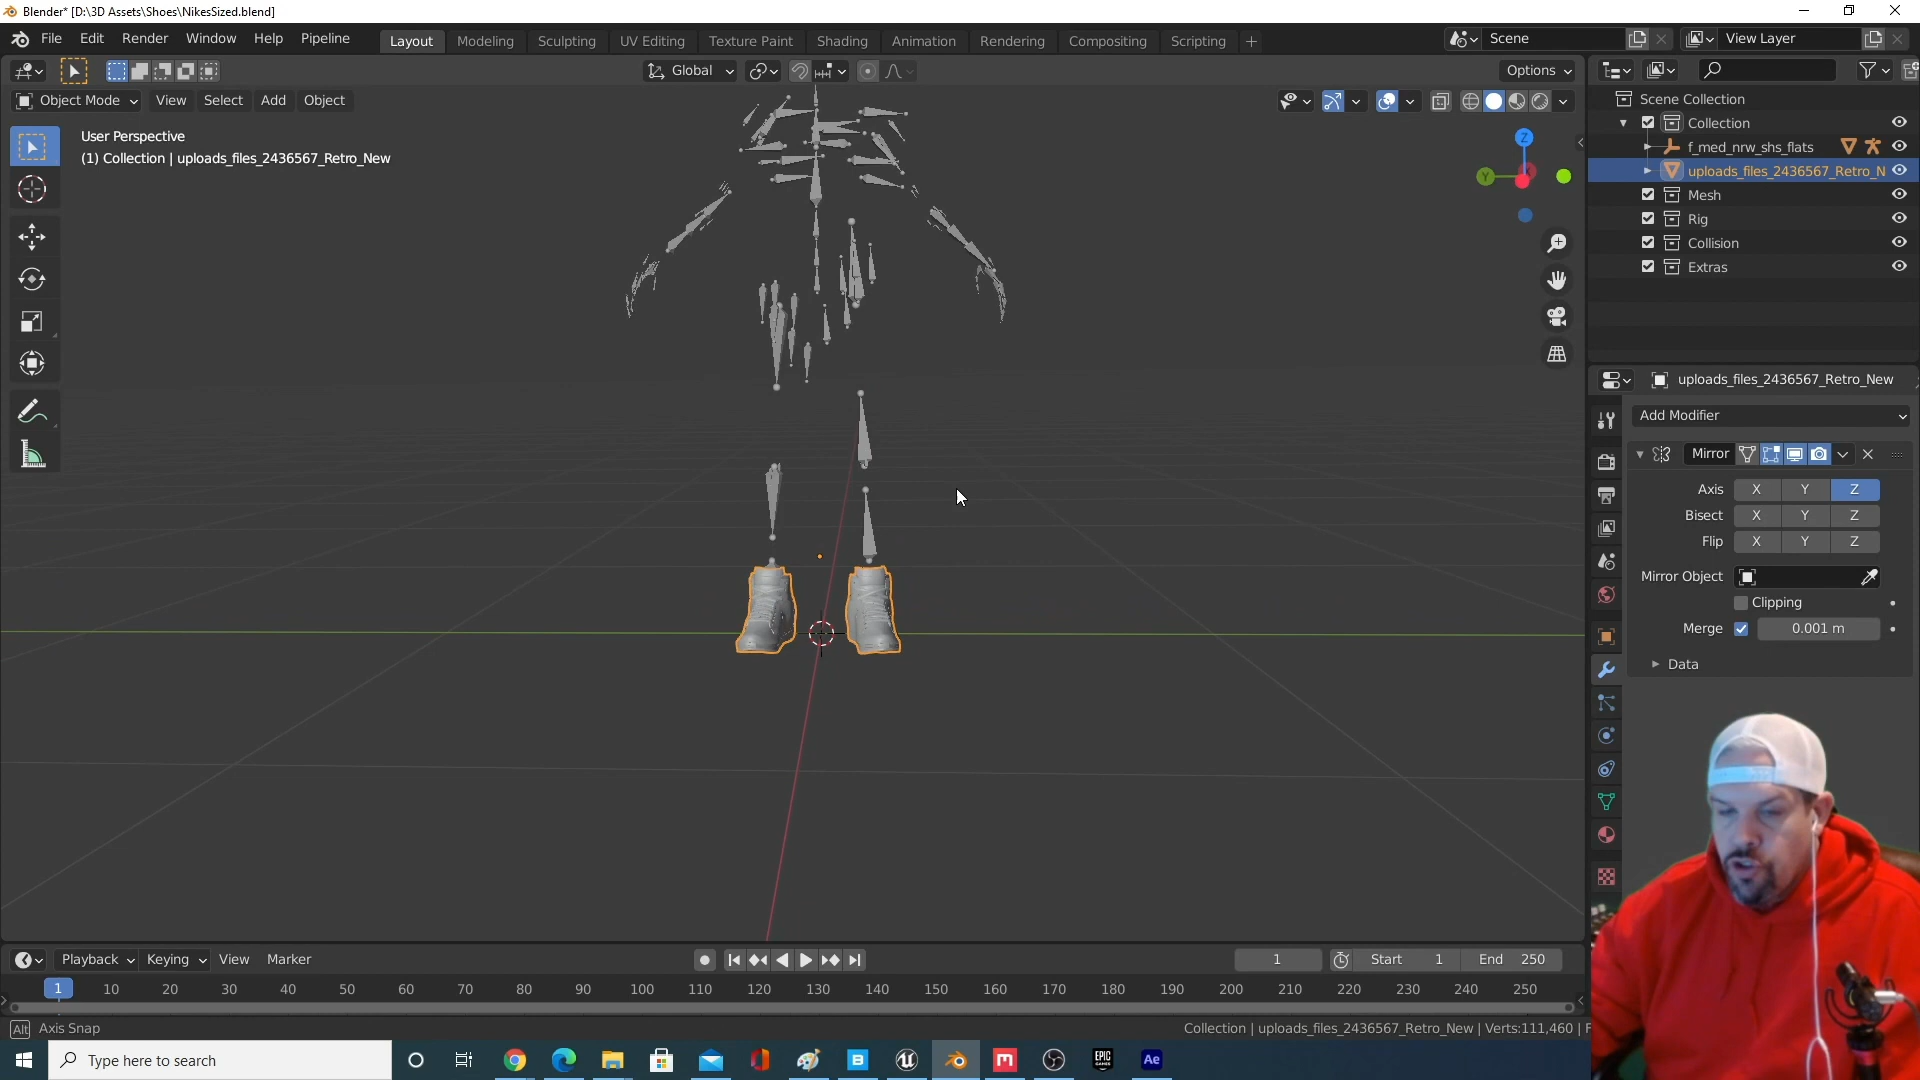 Blender* [D:\3D Assets\Shoes\NikesSized.blend]
File Edit Render Window Help Pipeline Layout Modeling Sculpting UV Editing Texture Paint Shading Animation Rendering Compositing Scripting + Scene View Layer
Global Options
Object Mode View Select Add Object
User Perspective
(1) Collection | uploads_files_2436567_Retro_New
Z
Y
Scene Collection
Collection
f_med_nrw_shs_flats
uploads_files_2436567_Retro_N
Mesh
Rig
Collision
Extras
uploads_files_2436567_Retro_New
Add Modifier
Mirror
Axis X Y Z
Bisect X Y Z
Flip X Y Z
Mirror Object
Clipping
Merge 0.001 m
Data
Playback Keying View Marker 1 Start 1 End 250
1 10 20 30 40 50 60 70 80 90 100 110 120 130 140 150 160 170 180 190 200 210 220 230 240 250
Alt Axis Snap
Collection | uploads_files_2436567_Retro_New | Verts:111,460 | F
Type here to search
EPIC GAMES
Ae